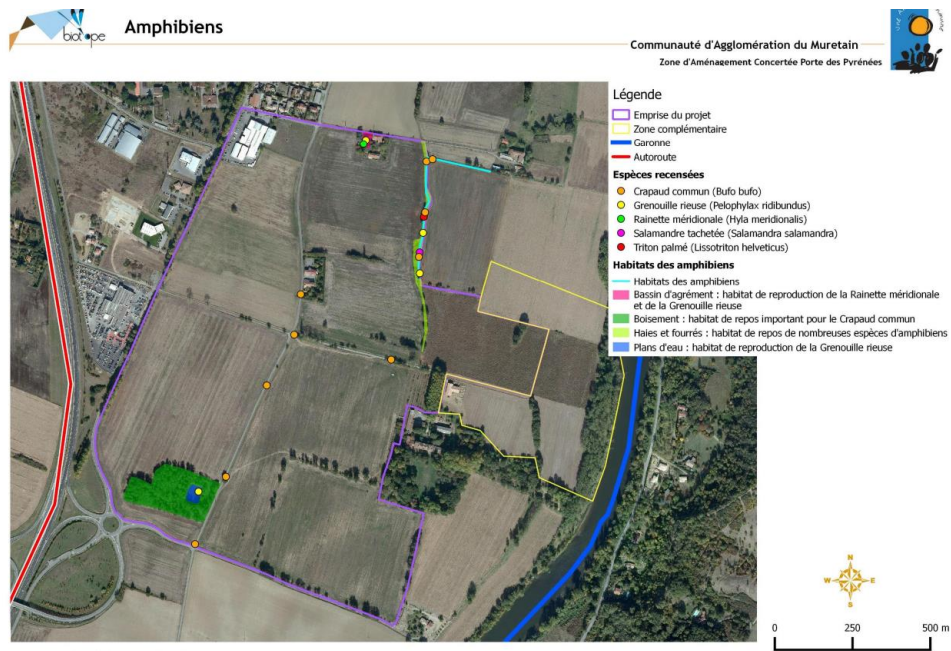 biotope
Amphibiens
Communauté d'Agglomération du Muretain
Zone d'Aménagement Concertée Porte des Pyrénées
Légende
Emprise du projet
Zone complémentaire
Garonne
Autoroute
Espèces recensées
Crapaud commun (Bufo bufo)
Grenouille rieuse (Pelophylax ridibundus)
Rainette méridionale (Hyla meridionalis)
Salamandre tachetée (Salamandra salamandra)
Triton palmé (Lissotriton helveticus)
Habitats des amphibiens
Habitats des amphibiens
Bassin d'agrément : habitat de reproduction de la Rainette méridionale
et de la Grenouille rieuse
Boisement : habitat de repos important pour le Crapaud commun
Haies et fourrés : habitat de repos de nombreuses espèces d'amphibiens
Plans d'eau : habitat de reproduction de la Grenouille rieuse
N
W E
S
0 250 500 m